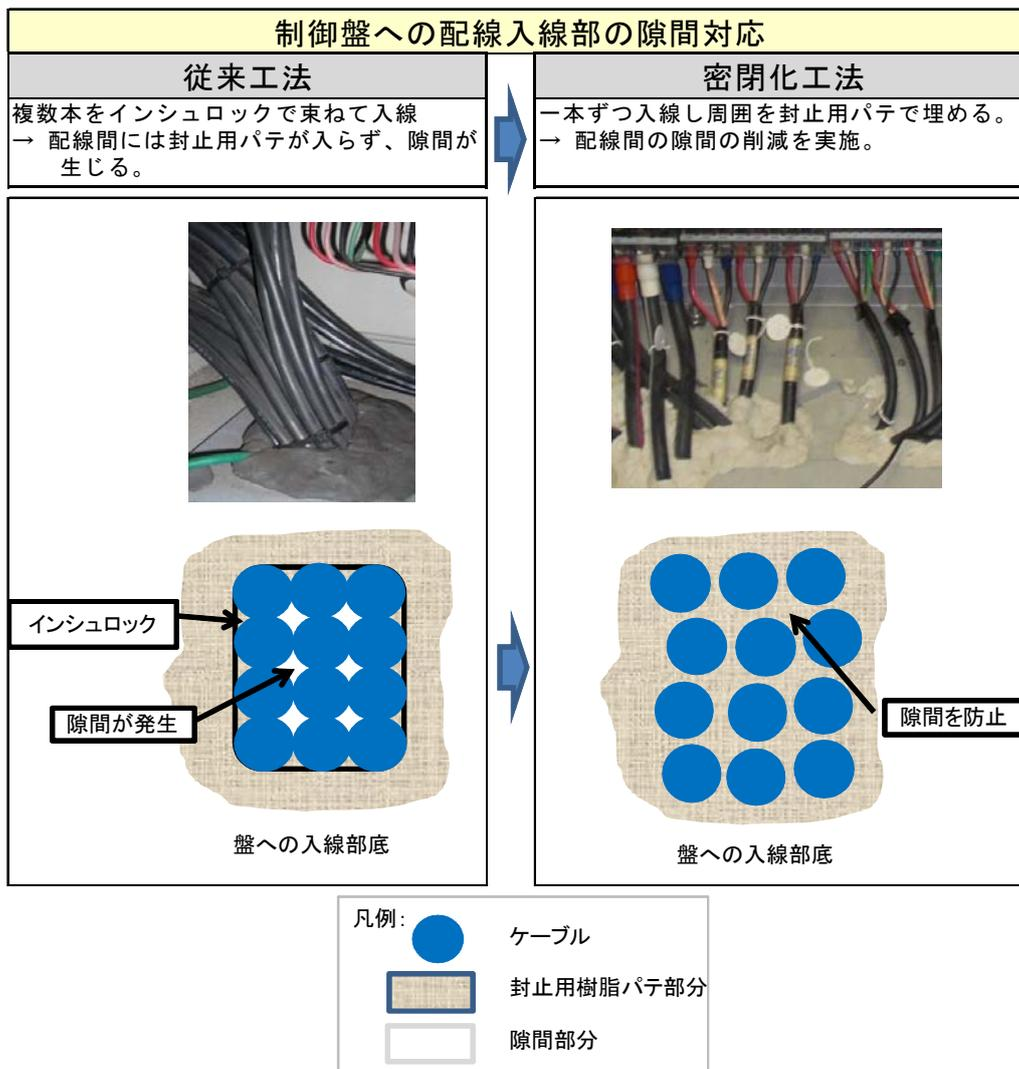 制御盤への配線入線部の隙間対応
従来工法
複数本をインシュロックで束ねて入線
→ 配線間には封止用パテが入らず、隙間が
生じる。
密閉化工法
一本ずつ入線し周囲を封止用パテで埋める。
→ 配線間の隙間の削減を実施。
インシュロック
隙間が発生
盤への入線部底
隙間を防止
盤への入線部底
凡例:
ケーブル
封止用樹脂パテ部分
隙間部分